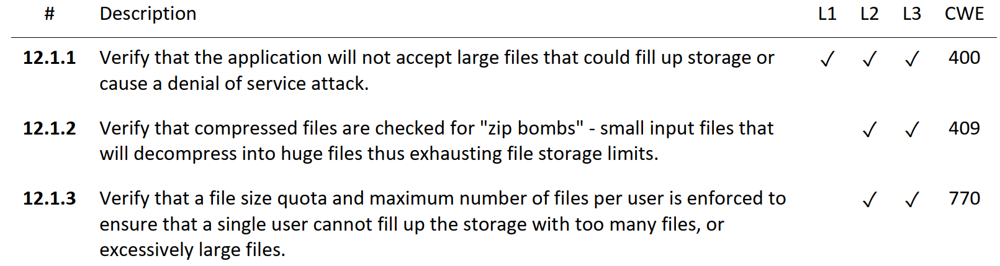 # Description L1 L2 L3 CWE
12.1.1 Verify that the application will not accept large files that could fill up storage or ✓ ✓ ✓ 400
cause a denial of service attack.
12.1.2 Verify that compressed files are checked for "zip bombs" - small input files that ✓ ✓ 409
will decompress into huge files thus exhausting file storage limits.
12.1.3 Verify that a file size quota and maximum number of files per user is enforced to ✓ ✓ 770
ensure that a single user cannot fill up the storage with too many files, or
excessively large files.